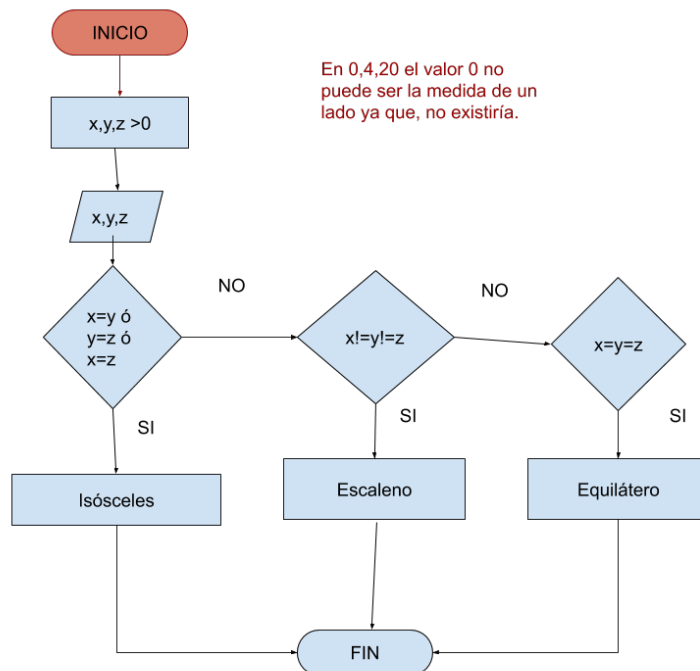 INICIO
En 0,4,20 el valor 0 no
puede ser la medida de un
lado ya que, no existiría.
x,y,z >0
x,y,z
NO
NO
x=y ó
y=z ó
x=z
x!=y!=z
x=y=z
SI
SI
SI
Isósceles
Escaleno
Equilátero
FIN